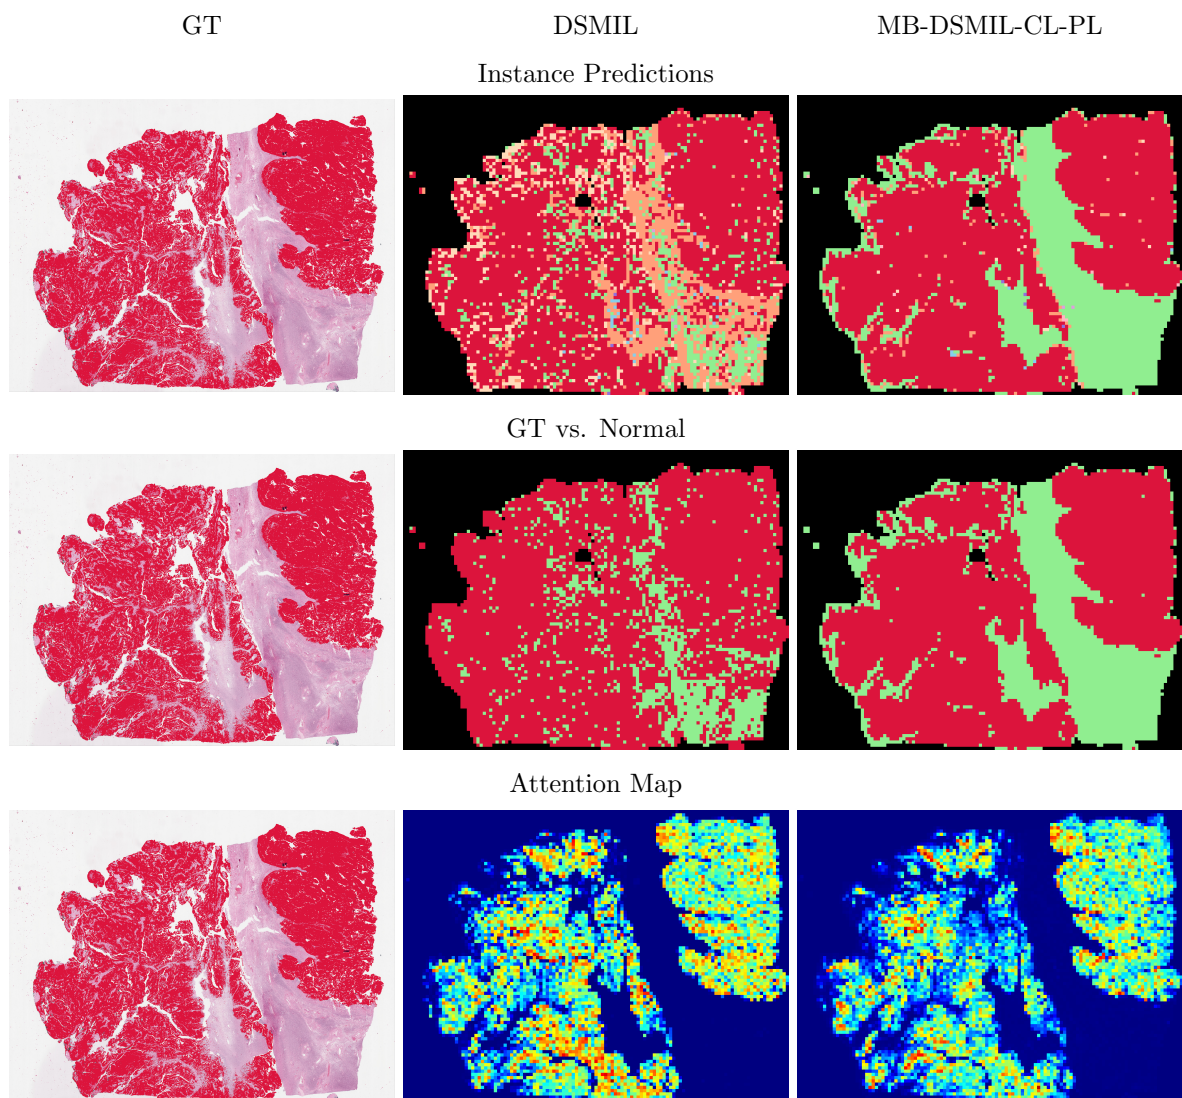 GT DSMIL MB-DSMIL-CL-PL
Instance Predictions
GT vs. Normal
Attention Map